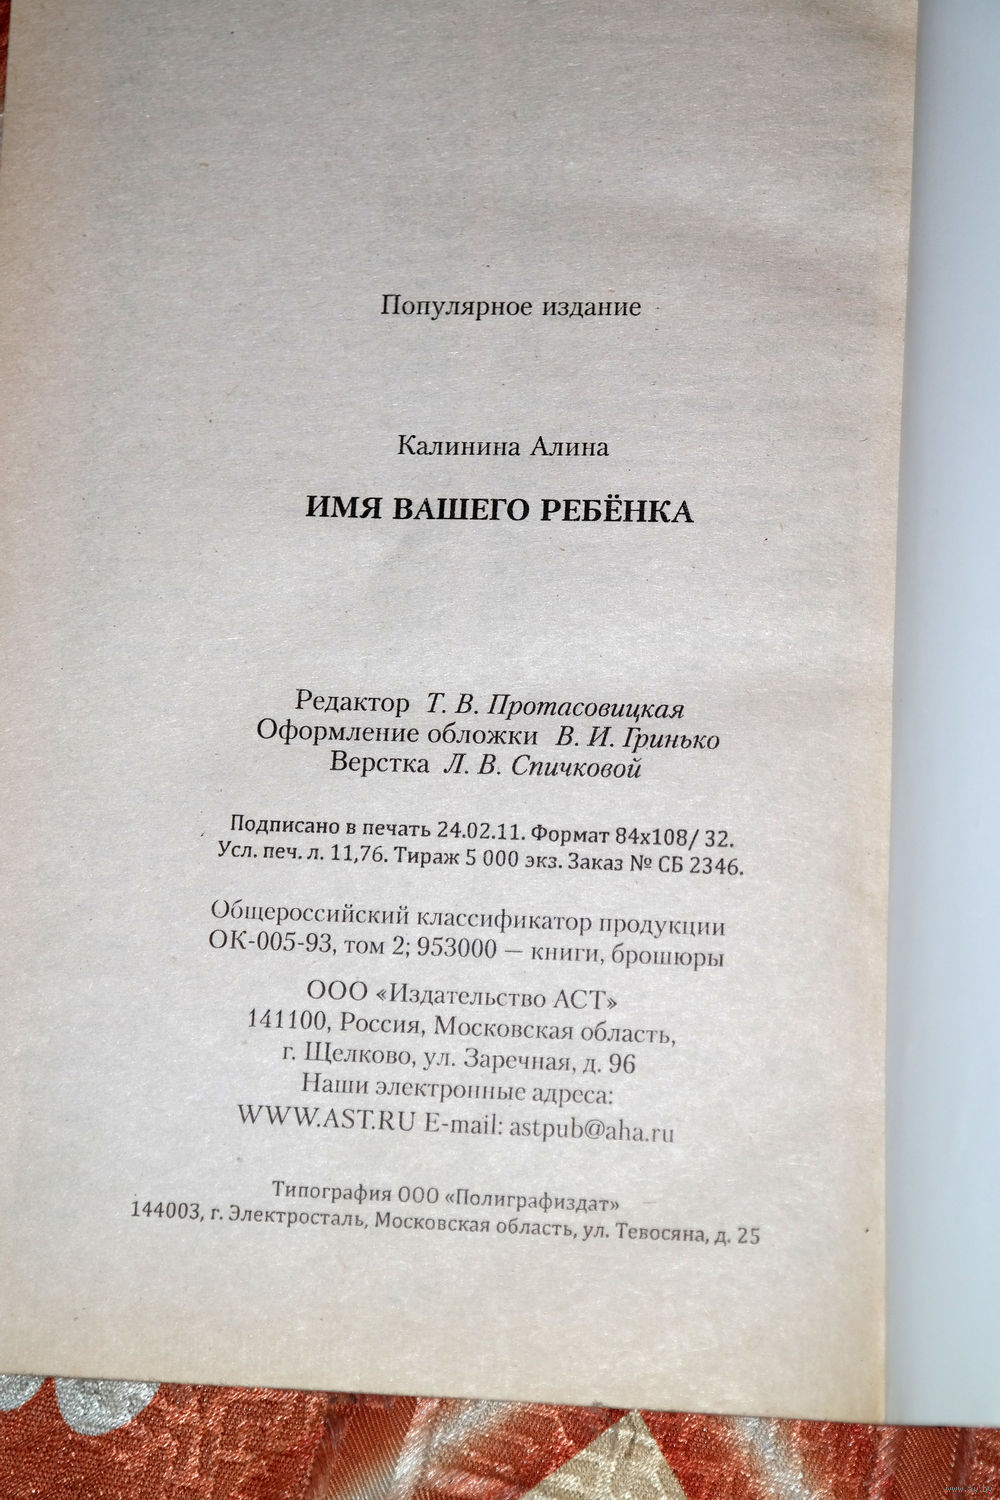 Популярное издание
Калинина Алина
ИМЯ ВАШЕГО РЕБЁНКА
Редактор Т. В. Протасовицкая
Оформление обложки В. И. Гринько
Верстка Л. В. Спичковой
Подписано в печать 24.02.11. Формат 84х108/ 32.
Усл. печ. л. 11,76. Тираж 5 000 экз. Заказ № СБ 2346.
Общероссийский классификатор продукции
ОК-005-93, том 2; 953000 — книги, брошюры
ООО «Издательство АСТ»
141100, Россия, Московская область,
г. Щелково, ул. Заречная, д. 96
Наши электронные адреса:
WWW.AST.RU E-mail: astpub@aha.ru
Типография ООО «Полиграфиздат»
144003, г. Электросталь, Московская область, ул. Тевосяна, д. 25